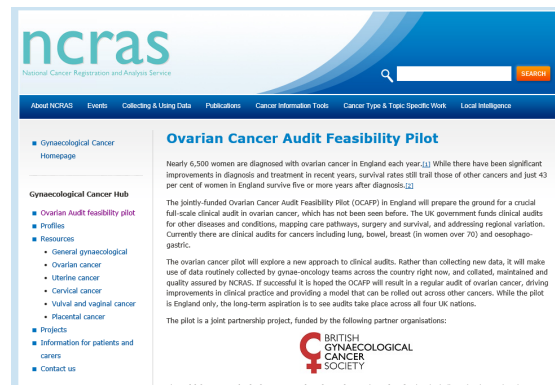 ncras
National Cancer Registration and Analysis Service
SEARCH
About NCRAS Events Collecting & Using Data Publications Cancer Information Tools Cancer Type & Topic Specific Work Local Intelligence
Gynaecological Cancer
Homepage
Gynaecological Cancer Hub
Ovarian Audit feasibility pilot
Profiles
Resources
General gynaecological
Ovarian cancer
Uterine cancer
Cervical cancer
Vulval and vaginal cancer
Placental cancer
Projects
Information for patients and
carers
Contact us
Ovarian Cancer Audit Feasibility Pilot
Nearly 6,500 women are diagnosed with ovarian cancer in England each year.[1] While there have been significant
improvements in diagnosis and treatment in recent years, survival rates still trail those of other cancers and just 43
per cent of women in England survive five or more years after diagnosis.[2]
The jointly-funded Ovarian Cancer Audit Feasibility Pilot (OCAFP) in England will prepare the ground for a crucial
full-scale clinical audit in ovarian cancer, which has not been seen before. The UK government funds clinical audits
for other diseases and conditions, mapping care pathways, surgery and survival, and addressing regional variation.
Currently there are clinical audits for cancers including lung, bowel, breast (in women over 70) and oesophago-
gastric.
The ovarian cancer pilot will explore a new approach to clinical audits. Rather than collecting new data, it will make
use of data routinely collected by gynae-oncology teams across the country right now, and collated, maintained and
quality assured by NCRAS. If successful it is hoped the OCAFP will result in a regular audit of ovarian cancer, driving
improvements in clinical practice and providing a model that can be rolled out across other cancers. While the pilot
is England only, the long-term aspiration is to see audits take place across all four UK nations.
The pilot is a joint partnership project, funded by the following partner organisations:
BRITISH
GYNAECOLOGICAL
CANCER
SOCIETY